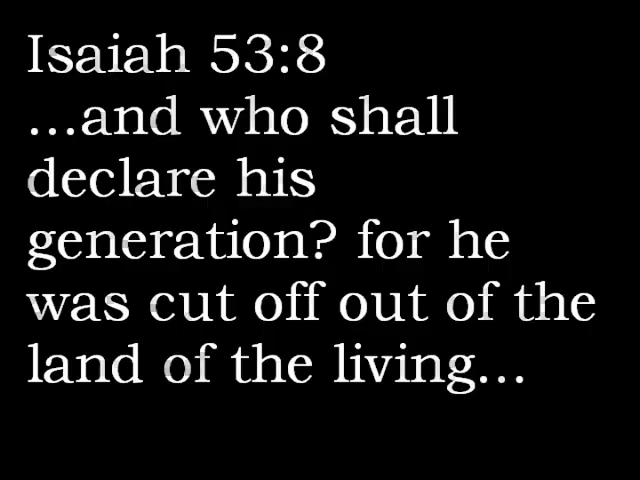 Isaiah 53:8
...and who shall
declare his
generation? for he
was cut off out of the
land of the living...